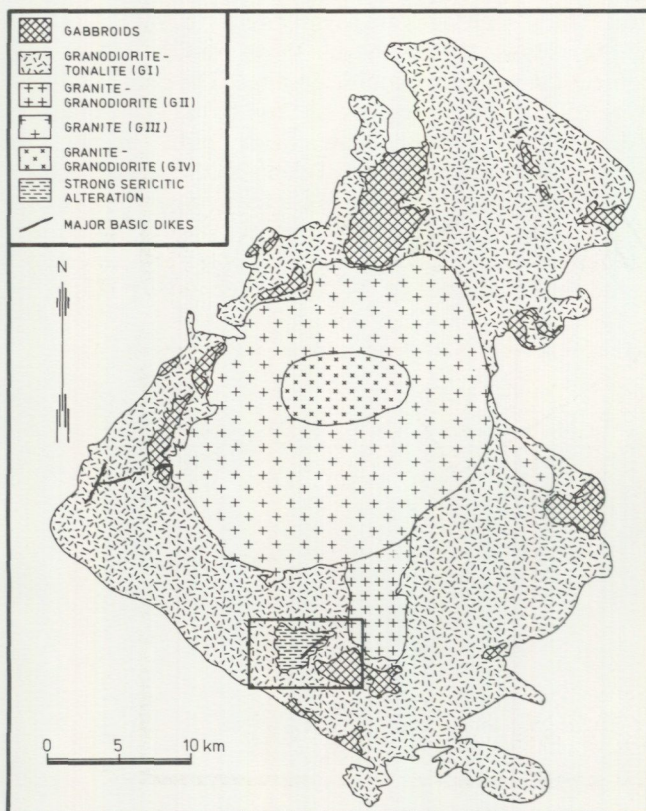 GABBROIDS
GRANODIORITE-
TONALITE (GI)
GRANITE -
GRANODIORITE (GII)
GRANITE (GIII)
GRANITE -
GRANODIORITE (GIV)
STRONG SERICITIC
ALTERATION
MAJOR BASIC DIKES
N
0 5 10 km